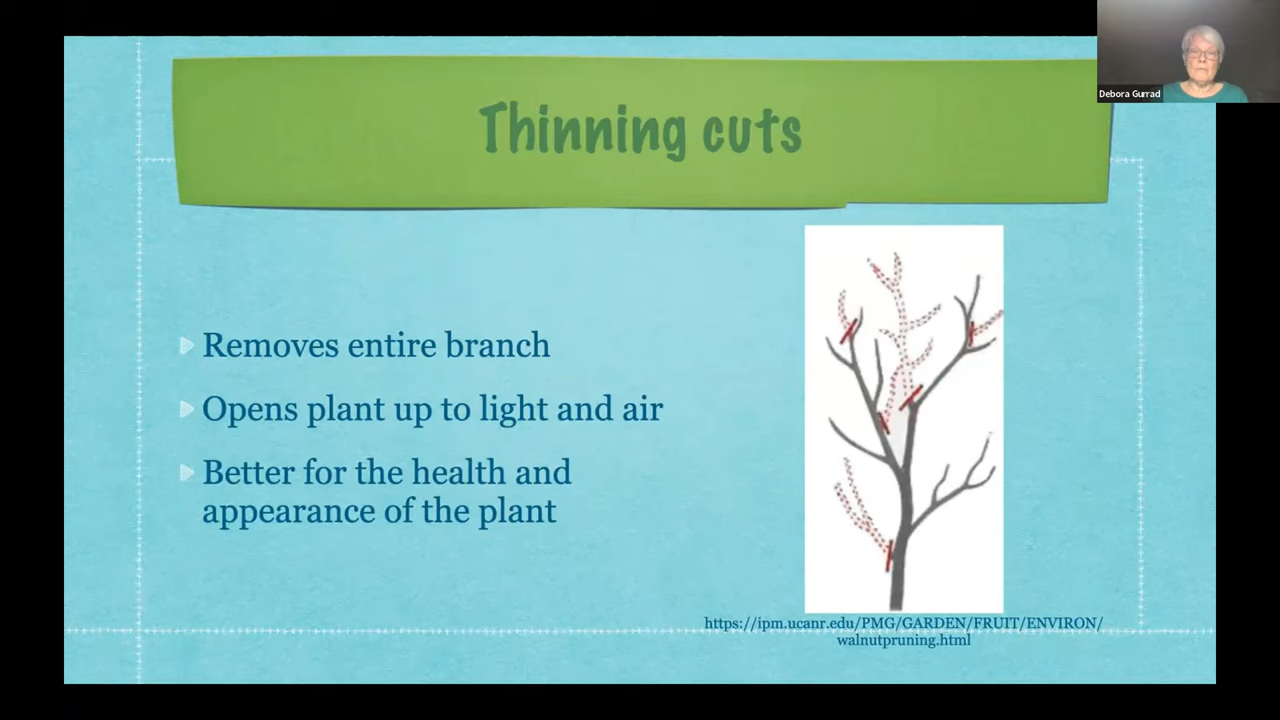 Thinning cuts
Debora Gurrad
Removes entire branch
Opens plant up to light and air
Better for the health and
appearance of the plant
https://ipm.ucanr.edu/PMG/GARDEN/FRUIT/ENVIRON/
walnutpruning.html